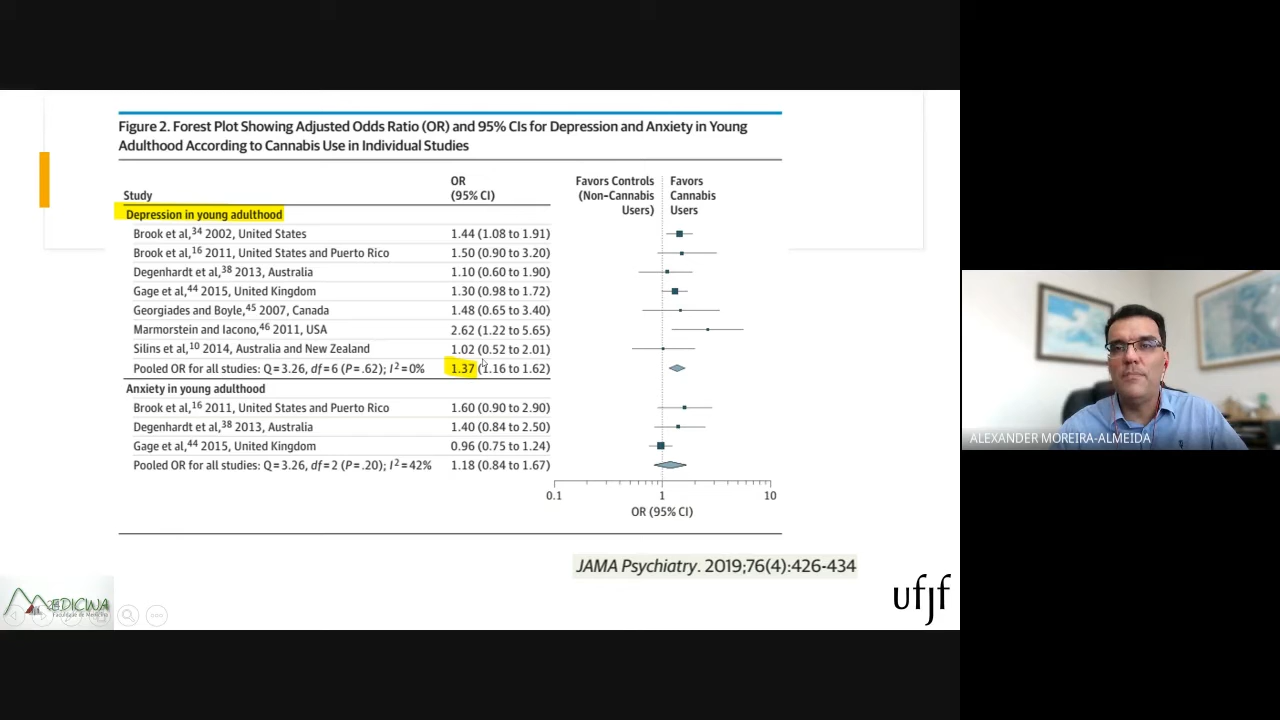 Figure 2. Forest Plot Showing Adjusted Odds Ratio (OR) and 95% CIs for Depression and Anxiety in Young
Adulthood According to Cannabis Use in Individual Studies
Study
OR
(95% CI)
Favors Controls
(Non-Cannabis
Users)
Favors
Cannabis
Users
Depression in young adulthood
Brook et al,34 2002, United States 1.44 (1.08 to 1.91)
Brook et al,16 2011, United States and Puerto Rico 1.50 (0.90 to 3.20)
Degenhardt et al,38 2013, Australia 1.10 (0.60 to 1.90)
Gage et al,44 2015, United Kingdom 1.30 (0.98 to 1.72)
Georgiades and Boyle,45 2007, Canada 1.48 (0.65 to 3.40)
Marmorstein and Iacono,46 2011, USA 2.62 (1.22 to 5.65)
Silins et al,10 2014, Australia and New Zealand 1.02 (0.52 to 2.01)
Pooled OR for all studies: Q = 3.26, df = 6 (P = .62); I² = 0% 1.37 (1.16 to 1.62)
Anxiety in young adulthood
Brook et al,16 2011, United States and Puerto Rico 1.60 (0.90 to 2.90)
Degenhardt et al,38 2013, Australia 1.40 (0.84 to 2.50)
Gage et al,44 2015, United Kingdom 0.96 (0.75 to 1.24)
Pooled OR for all studies: Q = 3.26, df = 2 (P = .20); I² = 42% 1.18 (0.84 to 1.67)
0.1 1 10
OR (95% CI)
JAMA Psychiatry. 2019;76(4):426-434
MEDICINA
Faculdade de Medicina
ufjf
ALEXANDER MOREIRA-ALMEIDA